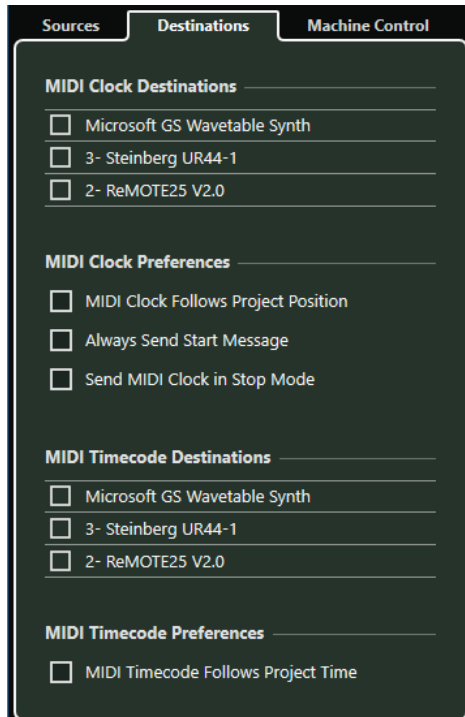 Sources Destinations Machine Control
MIDI Clock Destinations
Microsoft GS Wavetable Synth
3- Steinberg UR44-1
2- ReMOTE25 V2.0
MIDI Clock Preferences
MIDI Clock Follows Project Position
Always Send Start Message
Send MIDI Clock in Stop Mode
MIDI Timecode Destinations
Microsoft GS Wavetable Synth
3- Steinberg UR44-1
2- ReMOTE25 V2.0
MIDI Timecode Preferences
MIDI Timecode Follows Project Time